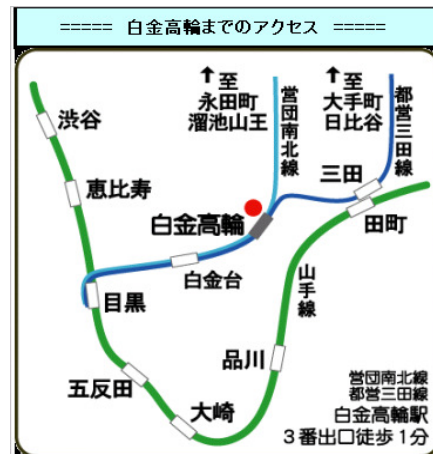 ===== 白金高輪までのアクセス =====
↑至
永田町
溜池山王
営団南北線
↑至
大手町
日比谷
都営三田線
渋谷
恵比寿
三田
白金高輪
田町
白金台
目黒
山手線
品川
五反田
大崎
営団南北線
都営三田線
白金高輪駅
3番出口徒歩1分